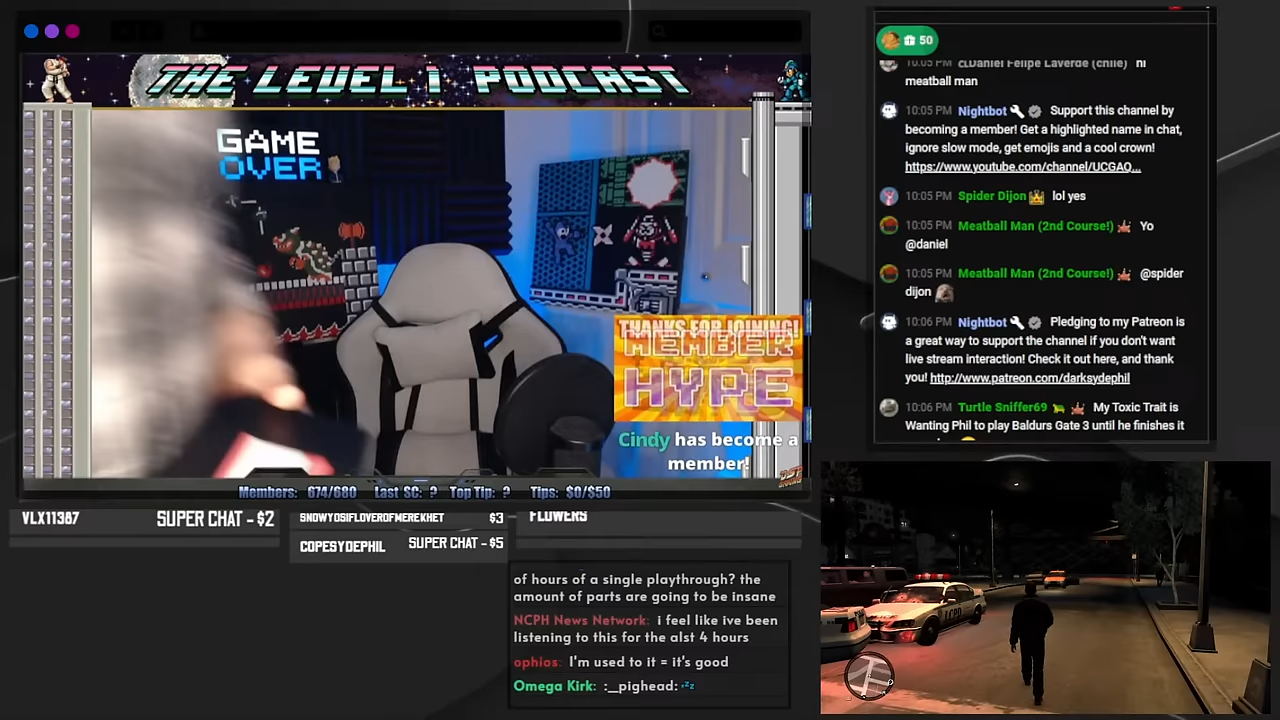 THE LEVEL 1 PODCAST
GAME
OVER
THANKS FOR JOINING!
MEMBER
HYPE
Cindy has become a
member!
Members: 674/680 Last SC: ? Top Tip: ? Tips: $0/$50
VLX11387 SUPER CHAT - $2
SNOWYOSIFLOVEROFMEREKHET $3
COPESYDEPHIL SUPER CHAT - $5
FLOWERS
of hours of a single playthrough? the
amount of parts are going to be insane
NCPH News Network: i feel like ive been
listening to this for the alst 4 hours
ophios: I'm used to it = it's good
Omega Kirk: :_pighead:
50
10:05 PM cLDaniel Felipe Laverde (chile) hi
meatball man
10:05 PM Nightbot Support this channel by
becoming a member! Get a highlighted name in chat,
ignore slow mode, get emojis and a cool crown!
https://www.youtube.com/channel/UCGAQ...
10:05 PM Spider Dijon lol yes
10:05 PM Meatball Man (2nd Course!) Yo
@daniel
10:05 PM Meatball Man (2nd Course!) @spider
dijon
10:06 PM Nightbot Pledging to my Patreon is
a great way to support the channel if you don't want
live stream interaction! Check it out here, and thank
you! http://www.patreon.com/darksydephil
10:06 PM Turtle Sniffer69 My Toxic Trait is
Wanting Phil to play Baldurs Gate 3 until he finishes it
LCPD